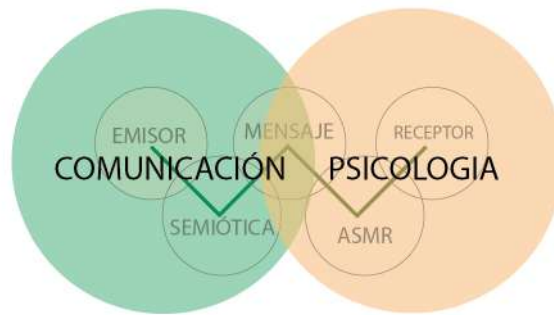 EMISOR
MENSAJE
RECEPTOR
COMUNICACIÓN
PSICOLOGIA
SEMIÓTICA
ASMR